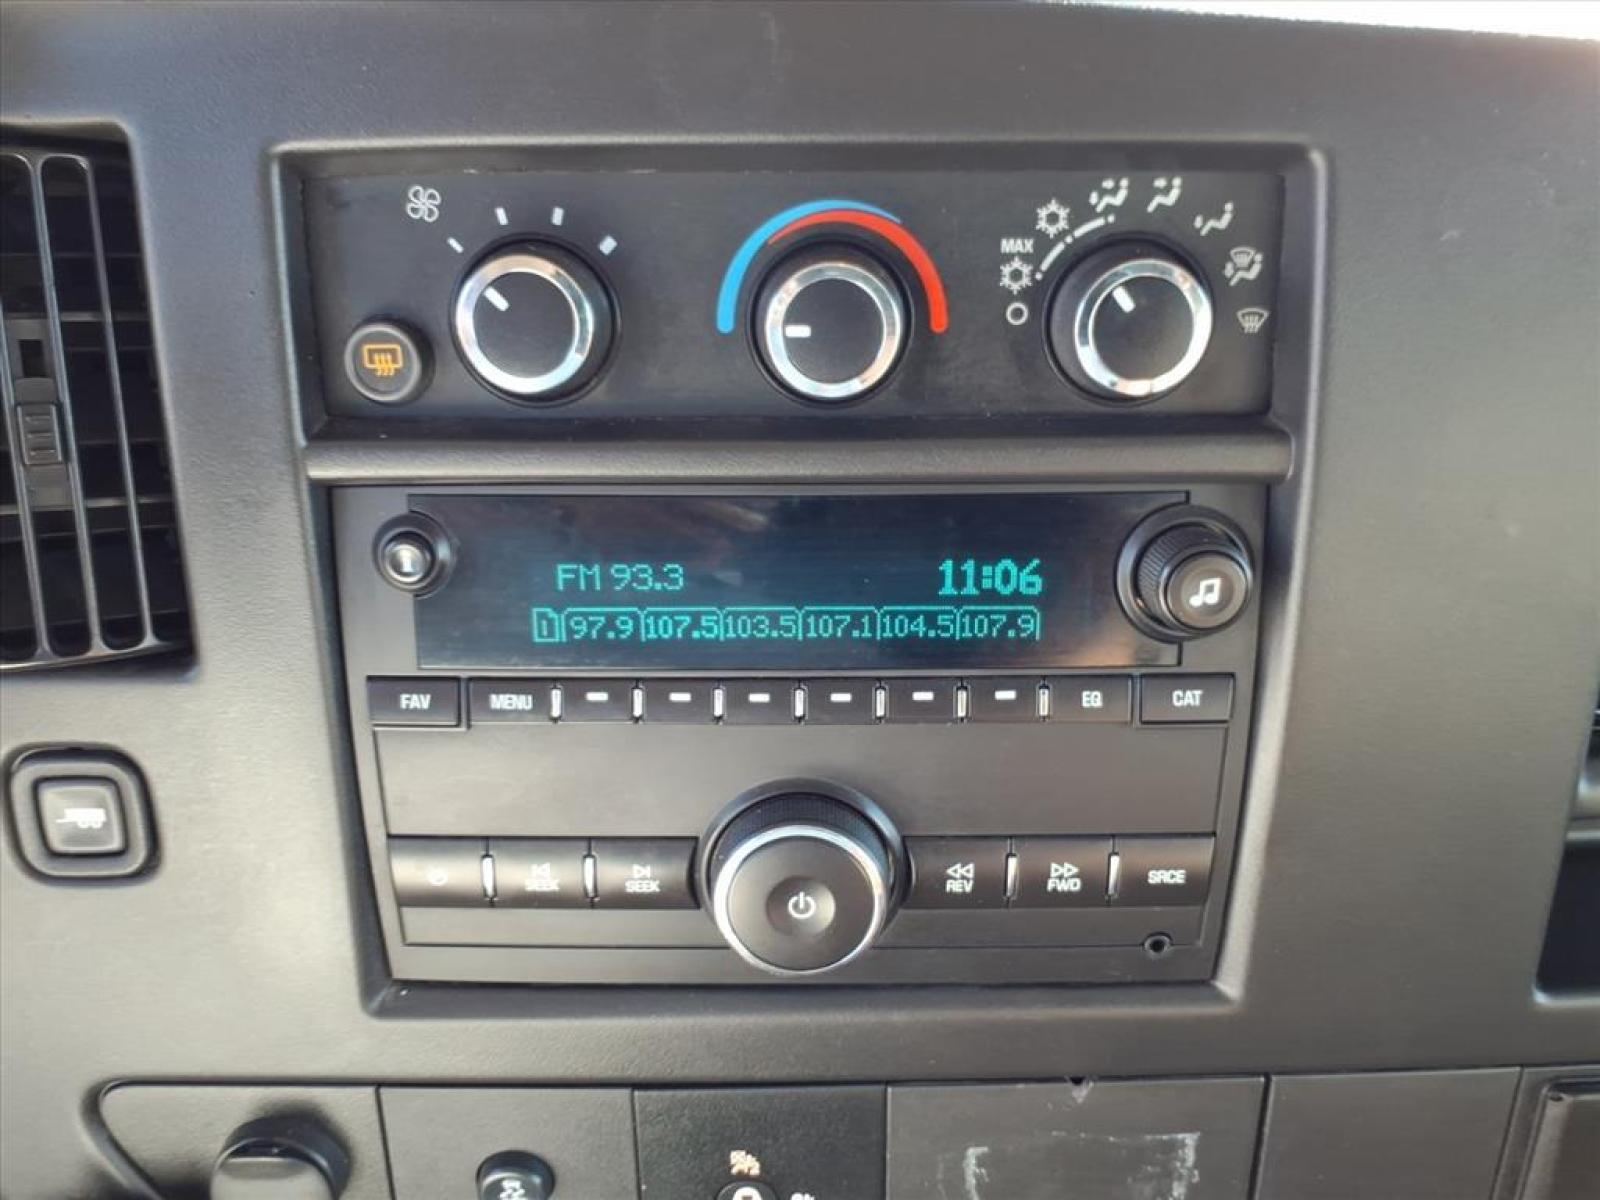 MAX
FM 93.3 11:06
1 97.9 107.5 103.5 107.1 104.5 107.9
FAV MENU EQ CAT
SEEK SEEK REV FWD SRCE